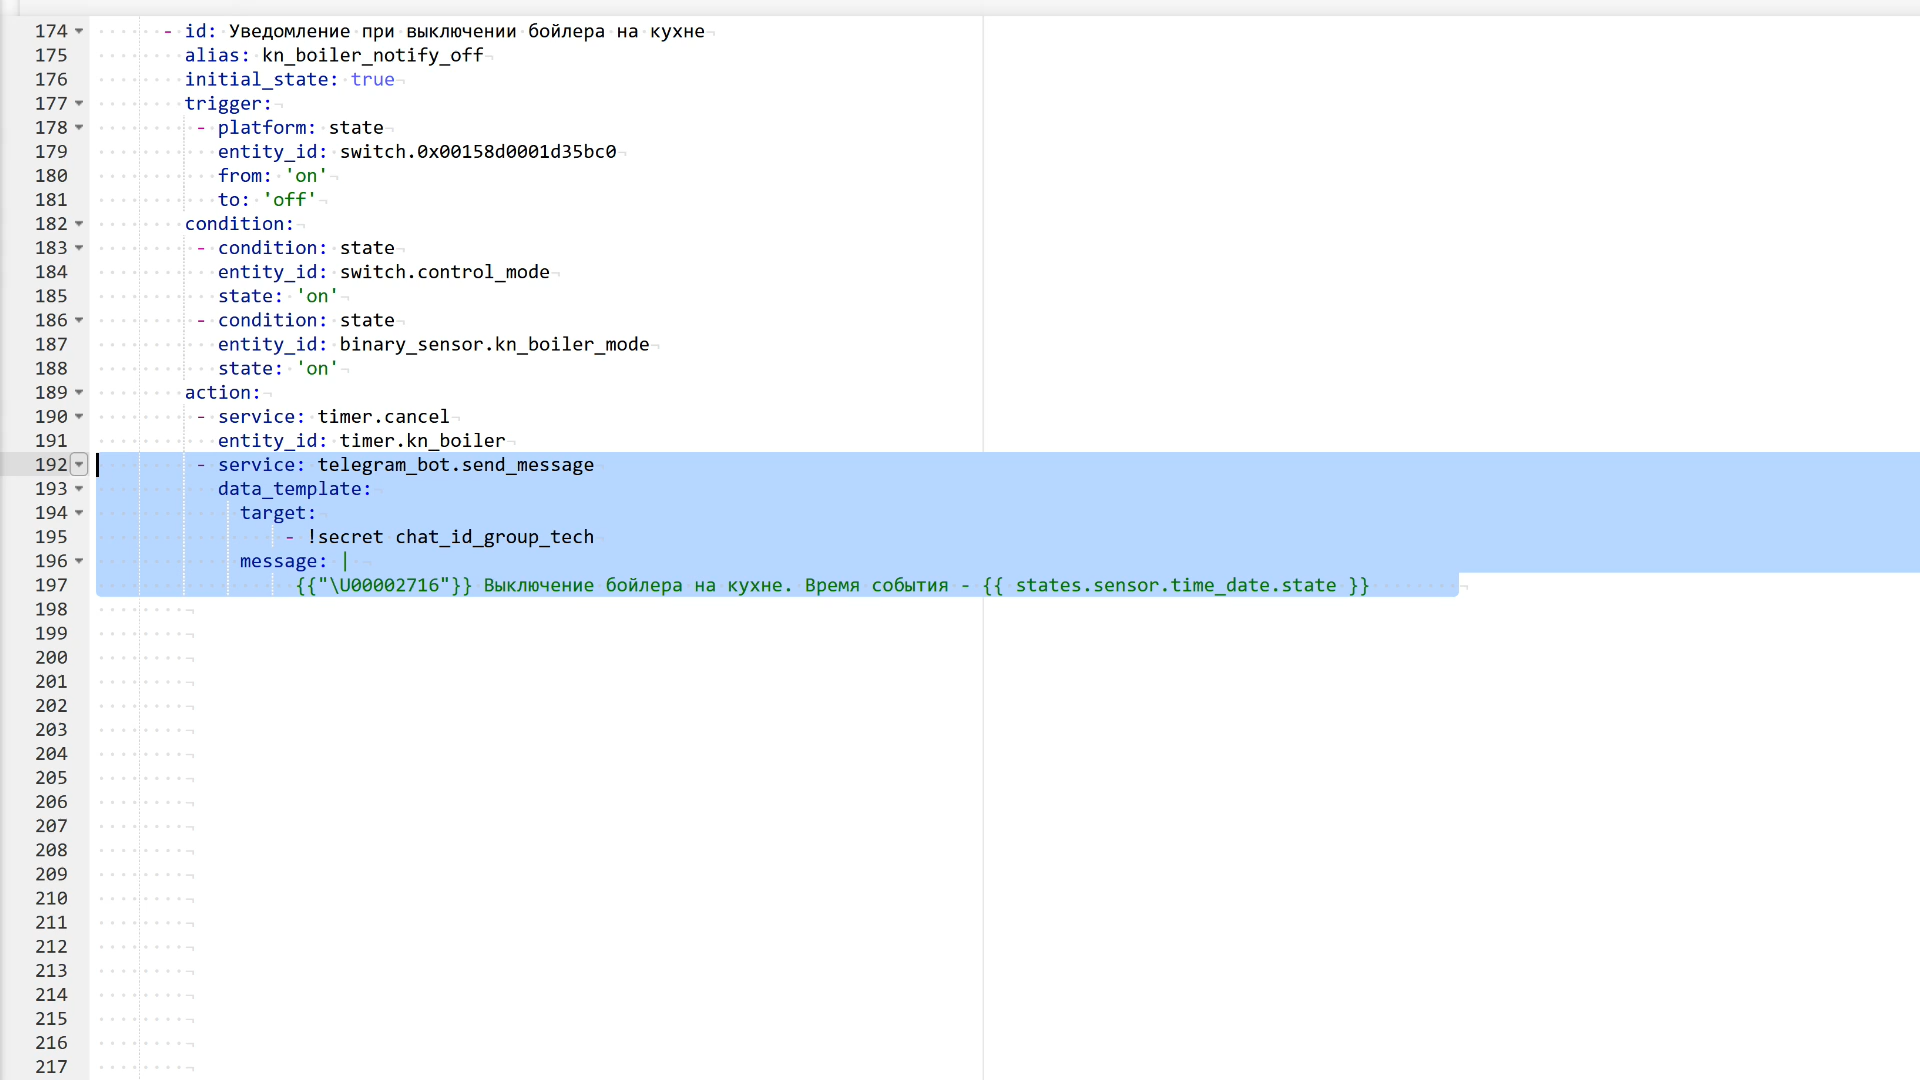 174 - id: Уведомление при выключении бойлера на кухне
175 alias: kn_boiler_notify_off
176 initial_state: true
177 trigger:
178 - platform: state
179 entity_id: switch.0x00158d0001d35bc0
180 from: 'on'
181 to: 'off'
182 condition:
183 - condition: state
184 entity_id: switch.control_mode
185 state: 'on'
186 - condition: state
187 entity_id: binary_sensor.kn_boiler_mode
188 state: 'on'
189 action:
190 - service: timer.cancel
191 entity_id: timer.kn_boiler
192 - service: telegram_bot.send_message
193 data_template:
194 target:
195 - !secret chat_id_group_tech
196 message: |
197 {{"\U00002716"}} Выключение бойлера на кухне. Время события - {{ states.sensor.time_date.state }}
198
199
200
201
202
203
204
205
206
207
208
209
210
211
212
213
214
215
216
217